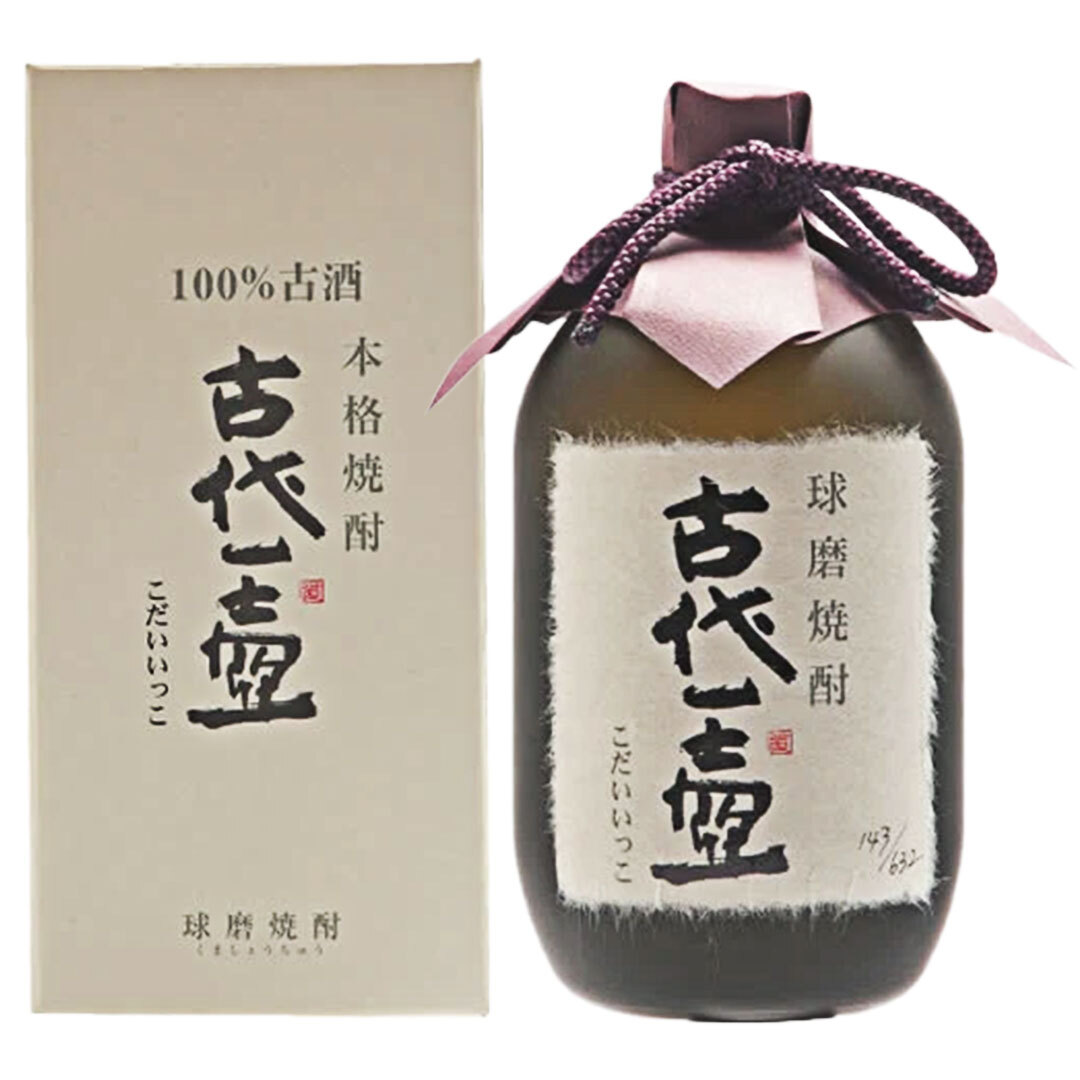 100%古酒
本格焼酎
古代一壺
こだいいっこ
球磨焼酎
くましょうちゅう
球磨焼酎
古代一壺
こだいいっこ
143/632